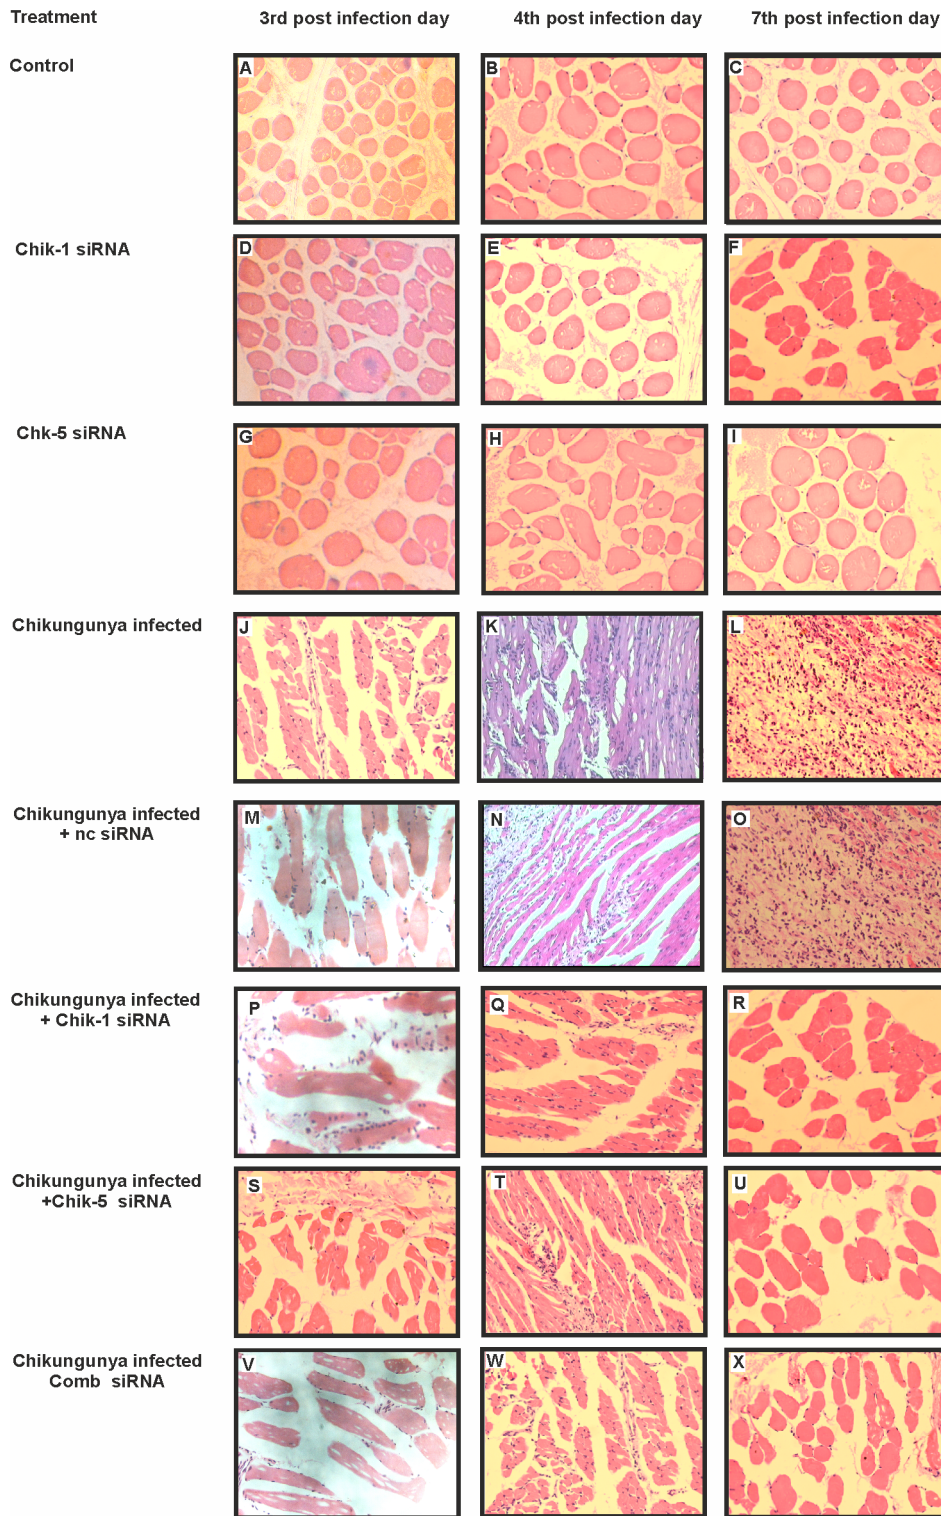 Treatment 3rd post infection day 4th post infection day 7th post infection day
Control
A B C
Chik-1 siRNA
D E F
Chk-5 siRNA
G H I
Chikungunya infected
J K L
Chikungunya infected
+ nc siRNA
M N O
Chikungunya infected
+ Chik-1 siRNA
P Q R
Chikungunya infected
+Chik-5 siRNA
S T U
Chikungunya infected
Comb siRNA
V W X